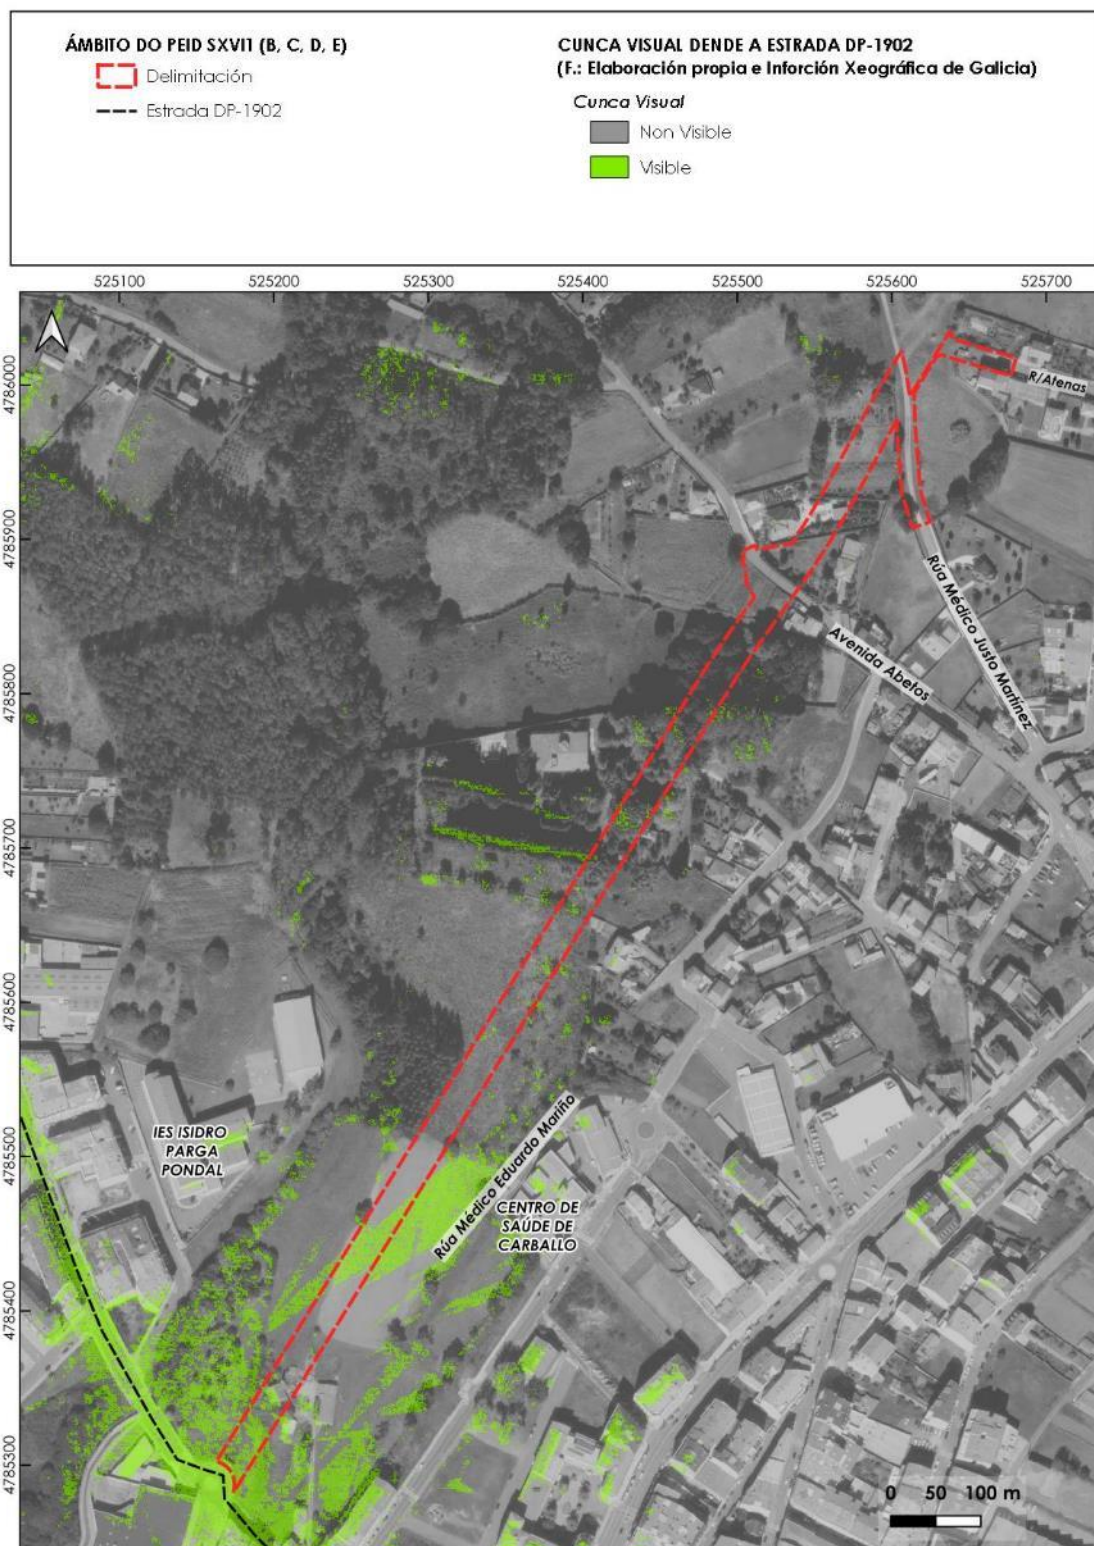 ÁMBITO DO PEID SXVI1 (B, C, D, E)
Delimitación
Estrada DP-1902
CUNCA VISUAL DENDE A ESTRADA DP-1902
(F.: Elaboración propia e Inforción Xeográfica de Galicia)
Cunca Visual
Non Visible
Visible
525100 525200 525300 525400 525500 525600 525700
4786000
4785900
4785800
4785700
4785600
4785500
4785400
4785300
R/Atenas
Rúa Médico Justo Martínez
Avenida Abetos
Rúa Médico Eduardo Mariño
IES ISIDRO
PARGA
PONDAL
CENTRO DE
SAÚDE DE
CARBALLO
0 50 100 m